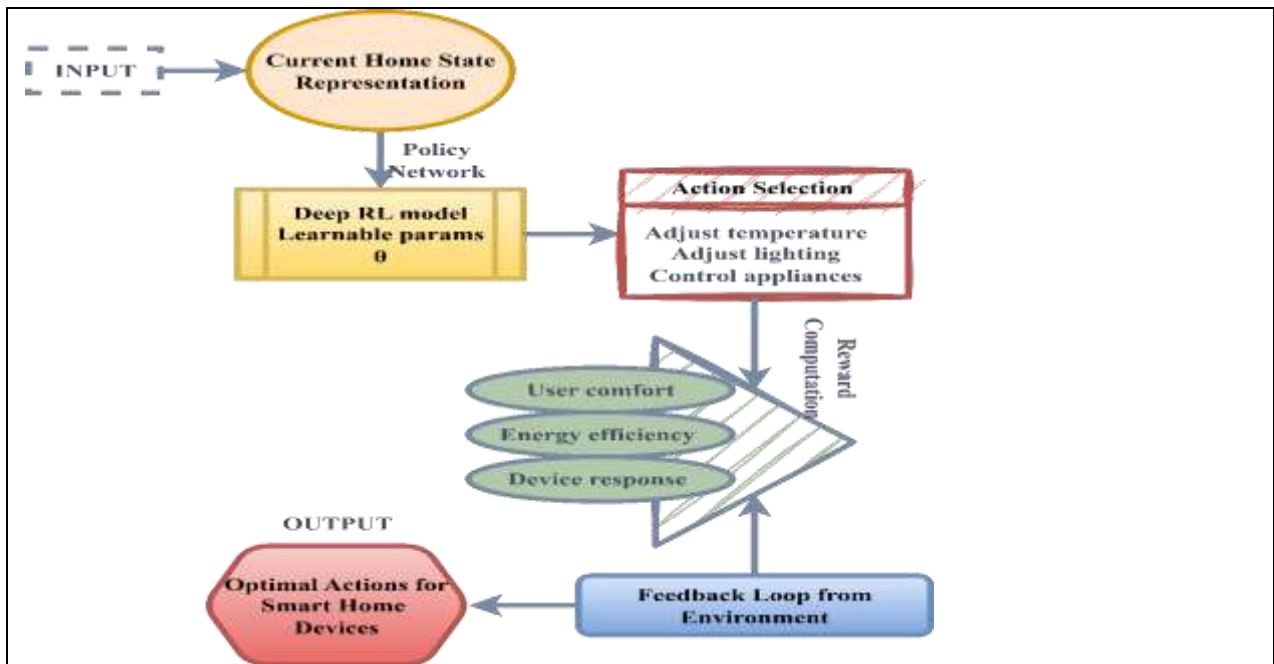 INPUT
Current Home State
Representation
Policy
Network
Deep RL model
Learnable params
θ
Action Selection
Adjust temperature
Adjust lighting
Control appliances
Reward
Computation
User comfort
Energy efficiency
Device response
OUTPUT
Optimal Actions for
Smart Home
Devices
Feedback Loop from
Environment